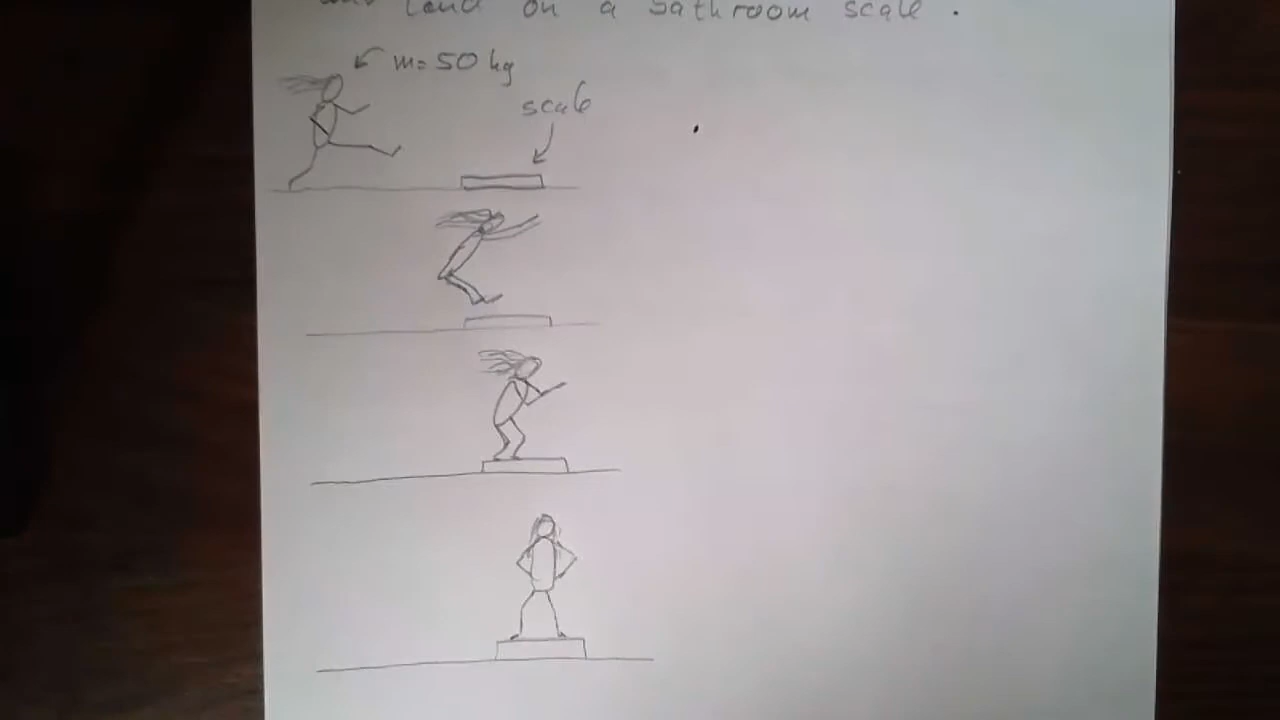 land on a bathroom scale .
m = 50 kg
scale